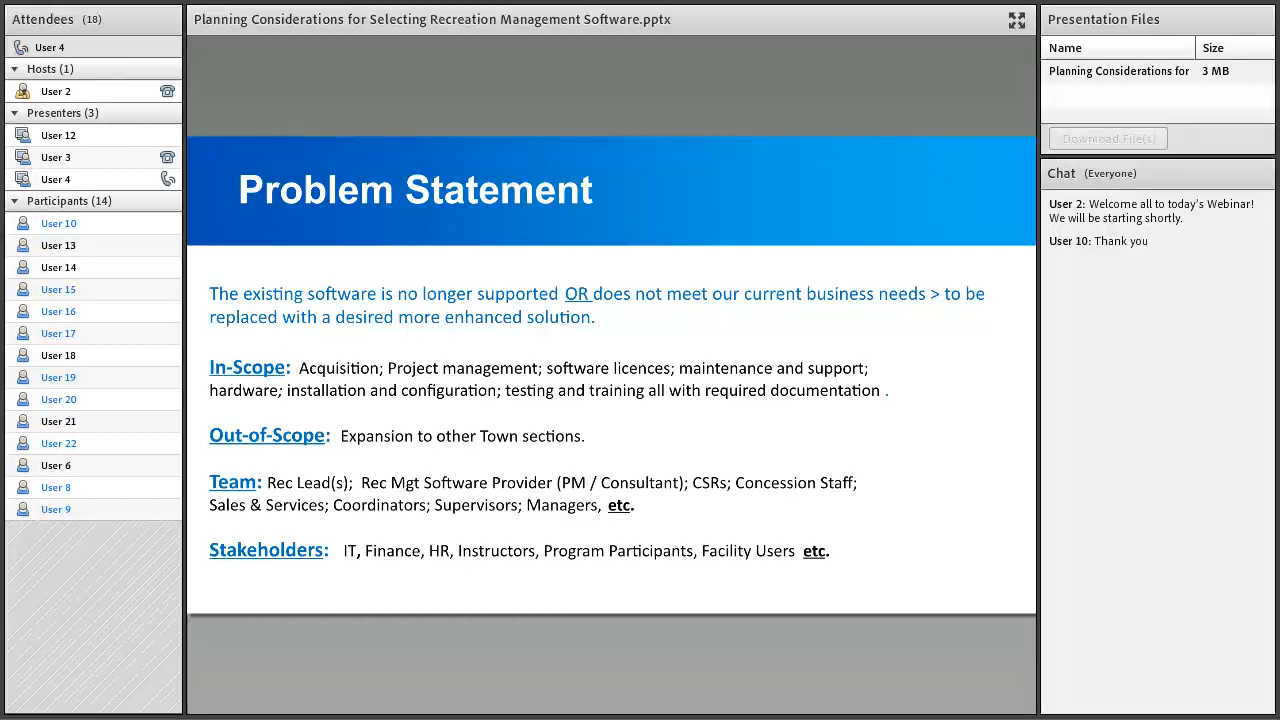 Attendees (18)
User 4
Hosts (1)
User 2
Presenters (3)
User 12
User 3
User 4
Participants (14)
User 10
User 13
User 14
User 15
User 16
User 17
User 18
User 19
User 20
User 21
User 22
User 6
User 8
User 9
Planning Considerations for Selecting Recreation Management Software.pptx
Problem Statement
The existing software is no longer supported OR does not meet our current business needs > to be
replaced with a desired more enhanced solution.
In-Scope: Acquisition; Project management; software licences; maintenance and support;
hardware; installation and configuration; testing and training all with required documentation .
Out-of-Scope: Expansion to other Town sections.
Team: Rec Lead(s); Rec Mgt Software Provider (PM / Consultant); CSRs; Concession Staff;
Sales & Services; Coordinators; Supervisors; Managers, etc.
Stakeholders: IT, Finance, HR, Instructors, Program Participants, Facility Users etc.
Presentation Files
Name Size
Planning Considerations for 3 MB
Download File(s)
Chat (Everyone)
User 2: Welcome all to today's Webinar!
We will be starting shortly.
User 10: Thank you